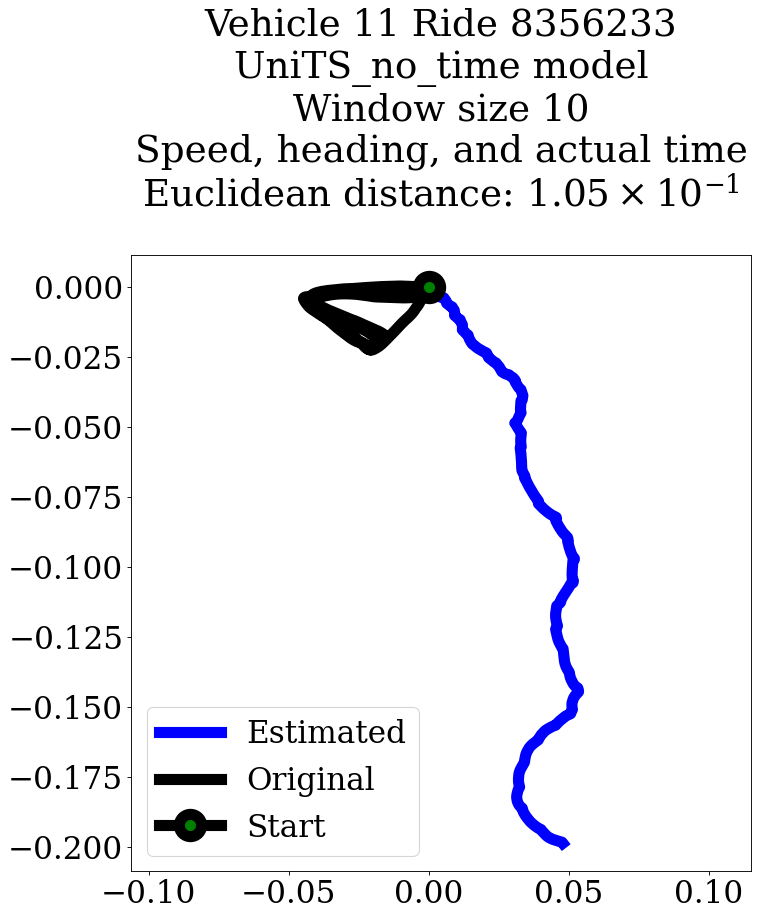 Vehicle 11 Ride 8356233
UniTS_no_time model
Window size 10
Speed, heading, and actual time
Euclidean distance: 1.05 × 10⁻¹
0.000
−0.025
−0.050
−0.075
−0.100
−0.125
−0.150
−0.175
−0.200
Estimated
Original
Start
−0.10
−0.05
0.00
0.05
0.10